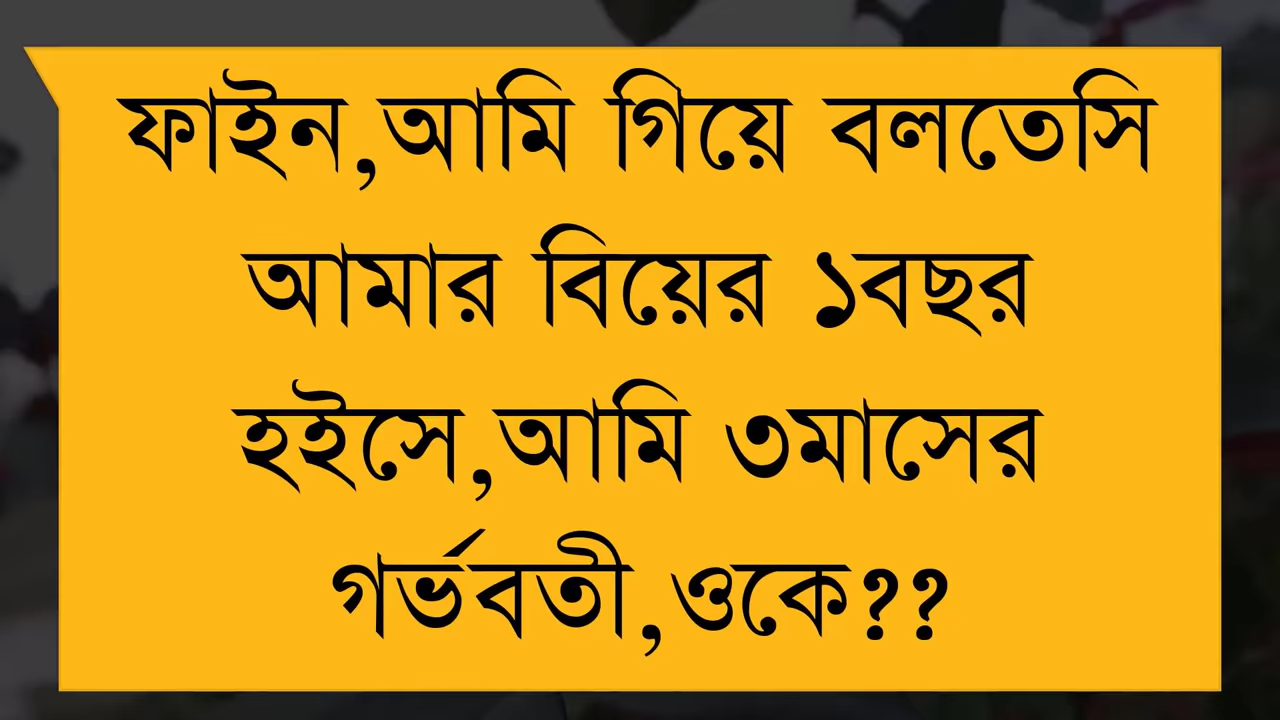 ফাইন,আমি গিয়ে বলতেসি
আমার বিয়ের ১বছর
হইসে,আমি ৩মাসের
গর্ভবতী,ওকে??